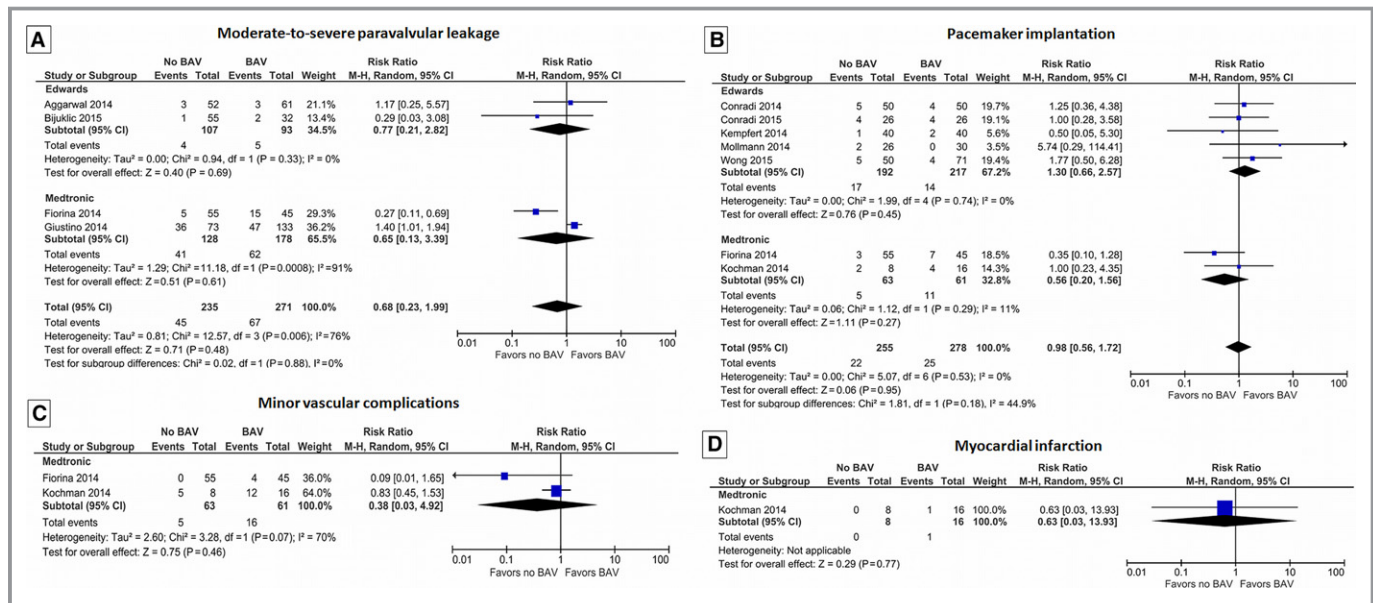 A
Moderate-to-severe paravalvular leakage
No BAV BAV Risk Ratio Risk Ratio
Study or Subgroup Events Total Events Total Weight M-H, Random, 95% CI M-H, Random, 95% CI
Edwards
Aggarwal 2014 3 52 3 61 21.1% 1.17 [0.25, 5.57]
Bijuklic 2015 1 55 2 32 13.4% 0.29 [0.03, 3.08]
Subtotal (95% CI) 107 93 34.5% 0.77 [0.21, 2.82]
Total events 4 5
Heterogeneity: Tau² = 0.00; Chi² = 0.94, df = 1 (P = 0.33); I² = 0%
Test for overall effect: Z = 0.40 (P = 0.69)
Medtronic
Fiorina 2014 5 55 15 45 29.3% 0.27 [0.11, 0.69]
Giustino 2014 36 73 47 133 36.2% 1.40 [1.01, 1.94]
Subtotal (95% CI) 128 178 65.5% 0.65 [0.13, 3.39]
Total events 41 62
Heterogeneity: Tau² = 1.29; Chi² = 11.18, df = 1 (P = 0.0008); I² = 91%
Test for overall effect: Z = 0.51 (P = 0.61)
Total (95% CI) 235 271 100.0% 0.68 [0.23, 1.99]
Total events 45 67
Heterogeneity: Tau² = 0.81; Chi² = 12.57, df = 3 (P = 0.006); I² = 76%
Test for overall effect: Z = 0.71 (P = 0.48)
Test for subgroup differences: Chi² = 0.02, df = 1 (P = 0.88), I² = 0%
0.01 0.1 1 10 100
Favors no BAV Favors BAV
B
Pacemaker implantation
No BAV BAV Risk Ratio Risk Ratio
Study or Subgroup Events Total Events Total Weight M-H, Random, 95% CI M-H, Random, 95% CI
Edwards
Conradi 2014 5 50 4 50 19.7% 1.25 [0.36, 4.38]
Conradi 2015 4 26 4 26 19.1% 1.00 [0.28, 3.58]
Kempfert 2014 1 40 2 40 5.6% 0.50 [0.05, 5.30]
Mollmann 2014 2 26 0 30 3.5% 5.74 [0.29, 114.41]
Wong 2015 5 50 4 71 19.4% 1.77 [0.50, 6.28]
Subtotal (95% CI) 192 217 67.2% 1.30 [0.66, 2.57]
Total events 17 14
Heterogeneity: Tau² = 0.00; Chi² = 1.99, df = 4 (P = 0.74); I² = 0%
Test for overall effect: Z = 0.76 (P = 0.45)
Medtronic
Fiorina 2014 3 55 7 45 18.5% 0.35 [0.10, 1.28]
Kochman 2014 2 8 4 16 14.3% 1.00 [0.23, 4.35]
Subtotal (95% CI) 63 61 32.8% 0.56 [0.20, 1.56]
Total events 5 11
Heterogeneity: Tau² = 0.06; Chi² = 1.12, df = 1 (P = 0.29); I² = 11%
Test for overall effect: Z = 1.11 (P = 0.27)
Total (95% CI) 255 278 100.0% 0.98 [0.56, 1.72]
Total events 22 25
Heterogeneity: Tau² = 0.00; Chi² = 5.07, df = 6 (P = 0.53); I² = 0%
Test for overall effect: Z = 0.06 (P = 0.95)
Test for subgroup differences: Chi² = 1.81, df = 1 (P = 0.18), I² = 44.9%
0.01 0.1 1 10 100
Favors no BAV Favors BAV
C
Minor vascular complications
No BAV BAV Risk Ratio Risk Ratio
Study or Subgroup Events Total Events Total Weight M-H, Random, 95% CI M-H, Random, 95% CI
Medtronic
Fiorina 2014 0 55 4 45 36.0% 0.09 [0.01, 1.65]
Kochman 2014 5 8 12 16 64.0% 0.83 [0.45, 1.53]
Subtotal (95% CI) 63 61 100.0% 0.38 [0.03, 4.92]
Total events 5 16
Heterogeneity: Tau² = 2.60; Chi² = 3.28, df = 1 (P = 0.07); I² = 70%
Test for overall effect: Z = 0.75 (P = 0.46)
0.01 0.1 1 10 100
Favors no BAV Favors BAV
D
Myocardial infarction
No BAV BAV Risk Ratio Risk Ratio
Study or Subgroup Events Total Events Total Weight M-H, Random, 95% CI M-H, Random, 95% CI
Medtronic
Kochman 2014 0 8 1 16 100.0% 0.63 [0.03, 13.93]
Subtotal (95% CI) 8 16 100.0% 0.63 [0.03, 13.93]
Total events 0 1
Heterogeneity: Not applicable
Test for overall effect: Z = 0.29 (P = 0.77)
0.01 0.1 1 10 100
Favors no BAV Favors BAV